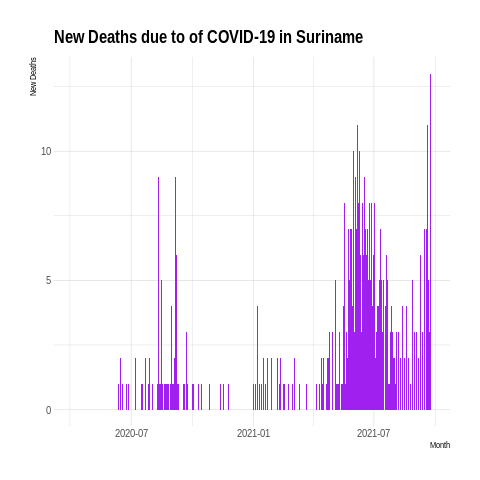 New Deaths due to of COVID-19 in Suriname
New Deaths
10
5
0
2020-07
2021-01
2021-07
Month